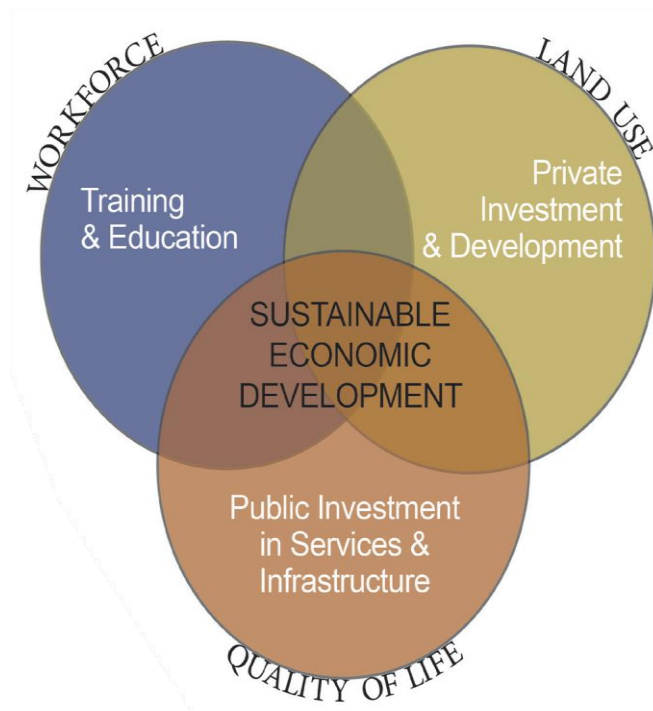 WORKFORCE
LAND USE
Training
& Education
Private
Investment
& Development
SUSTAINABLE
ECONOMIC
DEVELOPMENT
Public Investment
in Services &
Infrastructure
QUALITY OF LIFE